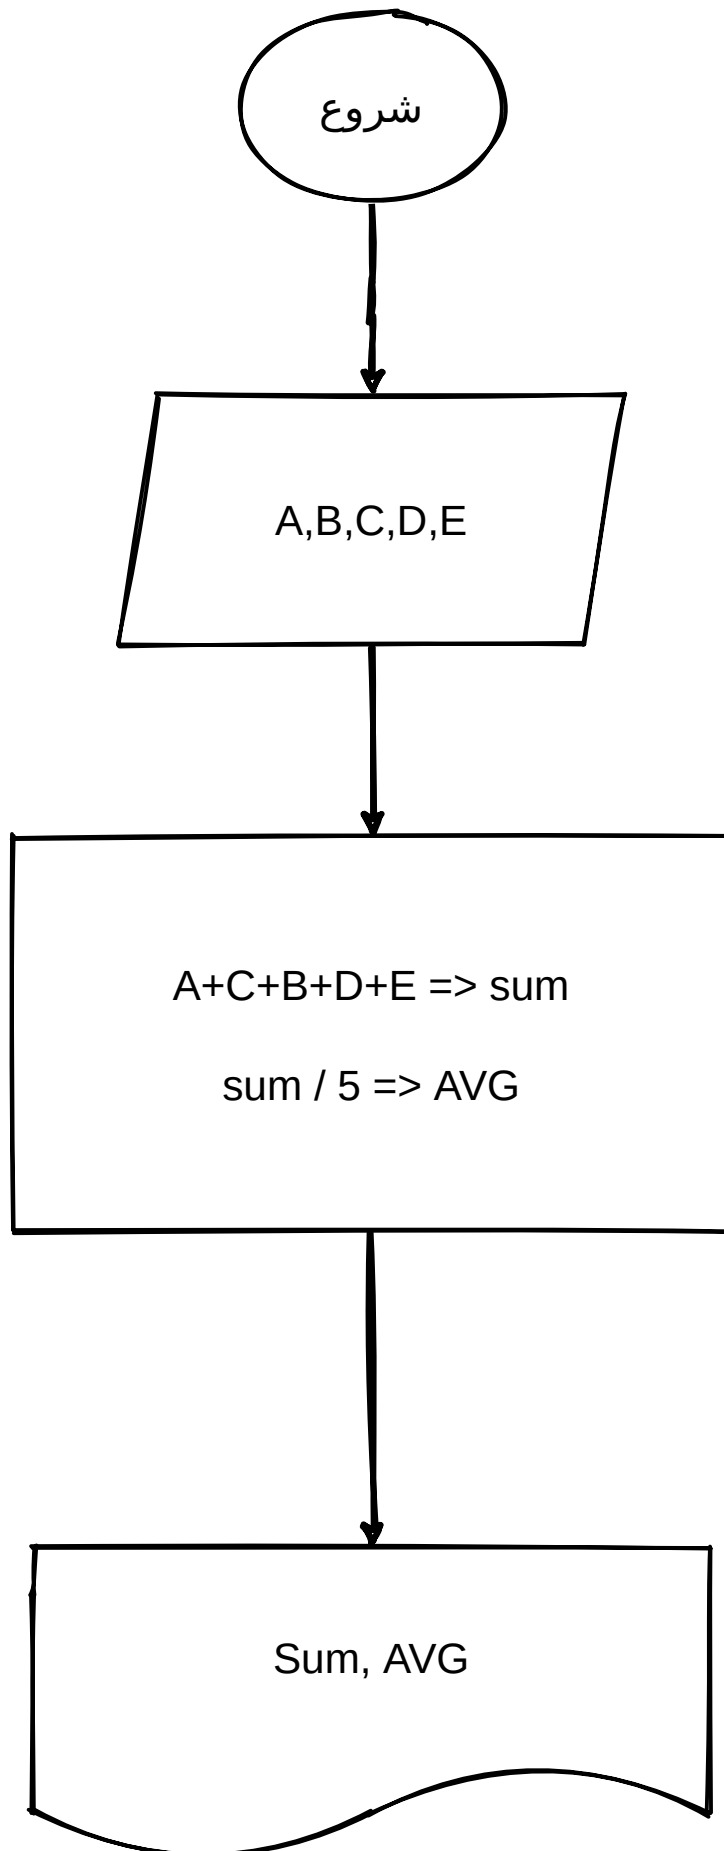 شروع
A,B,C,D,E
A+C+B+D+E => sum
sum / 5 => AVG
Sum, AVG